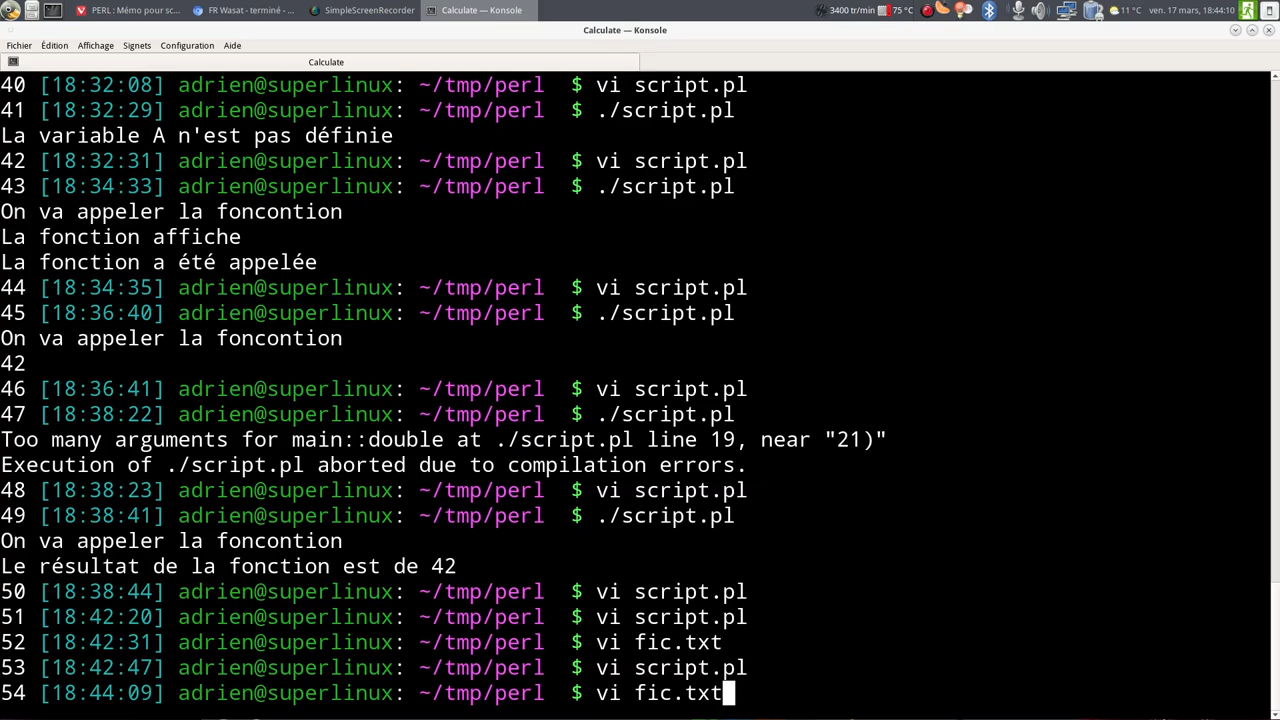 PERL : Mémo pour sc...
FR Wasat - terminé - ...
SimpleScreenRecorder
Calculate — Konsole
3400 tr/min
75 °C
11 °C
ven. 17 mars, 18:44:10
Calculate — Konsole
Fichier
Édition
Affichage
Signets
Configuration
Aide
Calculate
40 [18:32:08] adrien@superlinux: ~/tmp/perl $ vi script.pl
41 [18:32:29] adrien@superlinux: ~/tmp/perl $ ./script.pl
La variable A n'est pas définie
42 [18:32:31] adrien@superlinux: ~/tmp/perl $ vi script.pl
43 [18:34:33] adrien@superlinux: ~/tmp/perl $ ./script.pl
On va appeler la foncontion
La fonction affiche
La fonction a été appelée
44 [18:34:35] adrien@superlinux: ~/tmp/perl $ vi script.pl
45 [18:36:40] adrien@superlinux: ~/tmp/perl $ ./script.pl
On va appeler la foncontion
42
46 [18:36:41] adrien@superlinux: ~/tmp/perl $ vi script.pl
47 [18:38:22] adrien@superlinux: ~/tmp/perl $ ./script.pl
Too many arguments for main::double at ./script.pl line 19, near "21)"
Execution of ./script.pl aborted due to compilation errors.
48 [18:38:23] adrien@superlinux: ~/tmp/perl $ vi script.pl
49 [18:38:41] adrien@superlinux: ~/tmp/perl $ ./script.pl
On va appeler la foncontion
Le résultat de la fonction est de 42
50 [18:38:44] adrien@superlinux: ~/tmp/perl $ vi script.pl
51 [18:42:20] adrien@superlinux: ~/tmp/perl $ vi script.pl
52 [18:42:31] adrien@superlinux: ~/tmp/perl $ vi fic.txt
53 [18:42:47] adrien@superlinux: ~/tmp/perl $ vi script.pl
54 [18:44:09] adrien@superlinux: ~/tmp/perl $ vi fic.txt